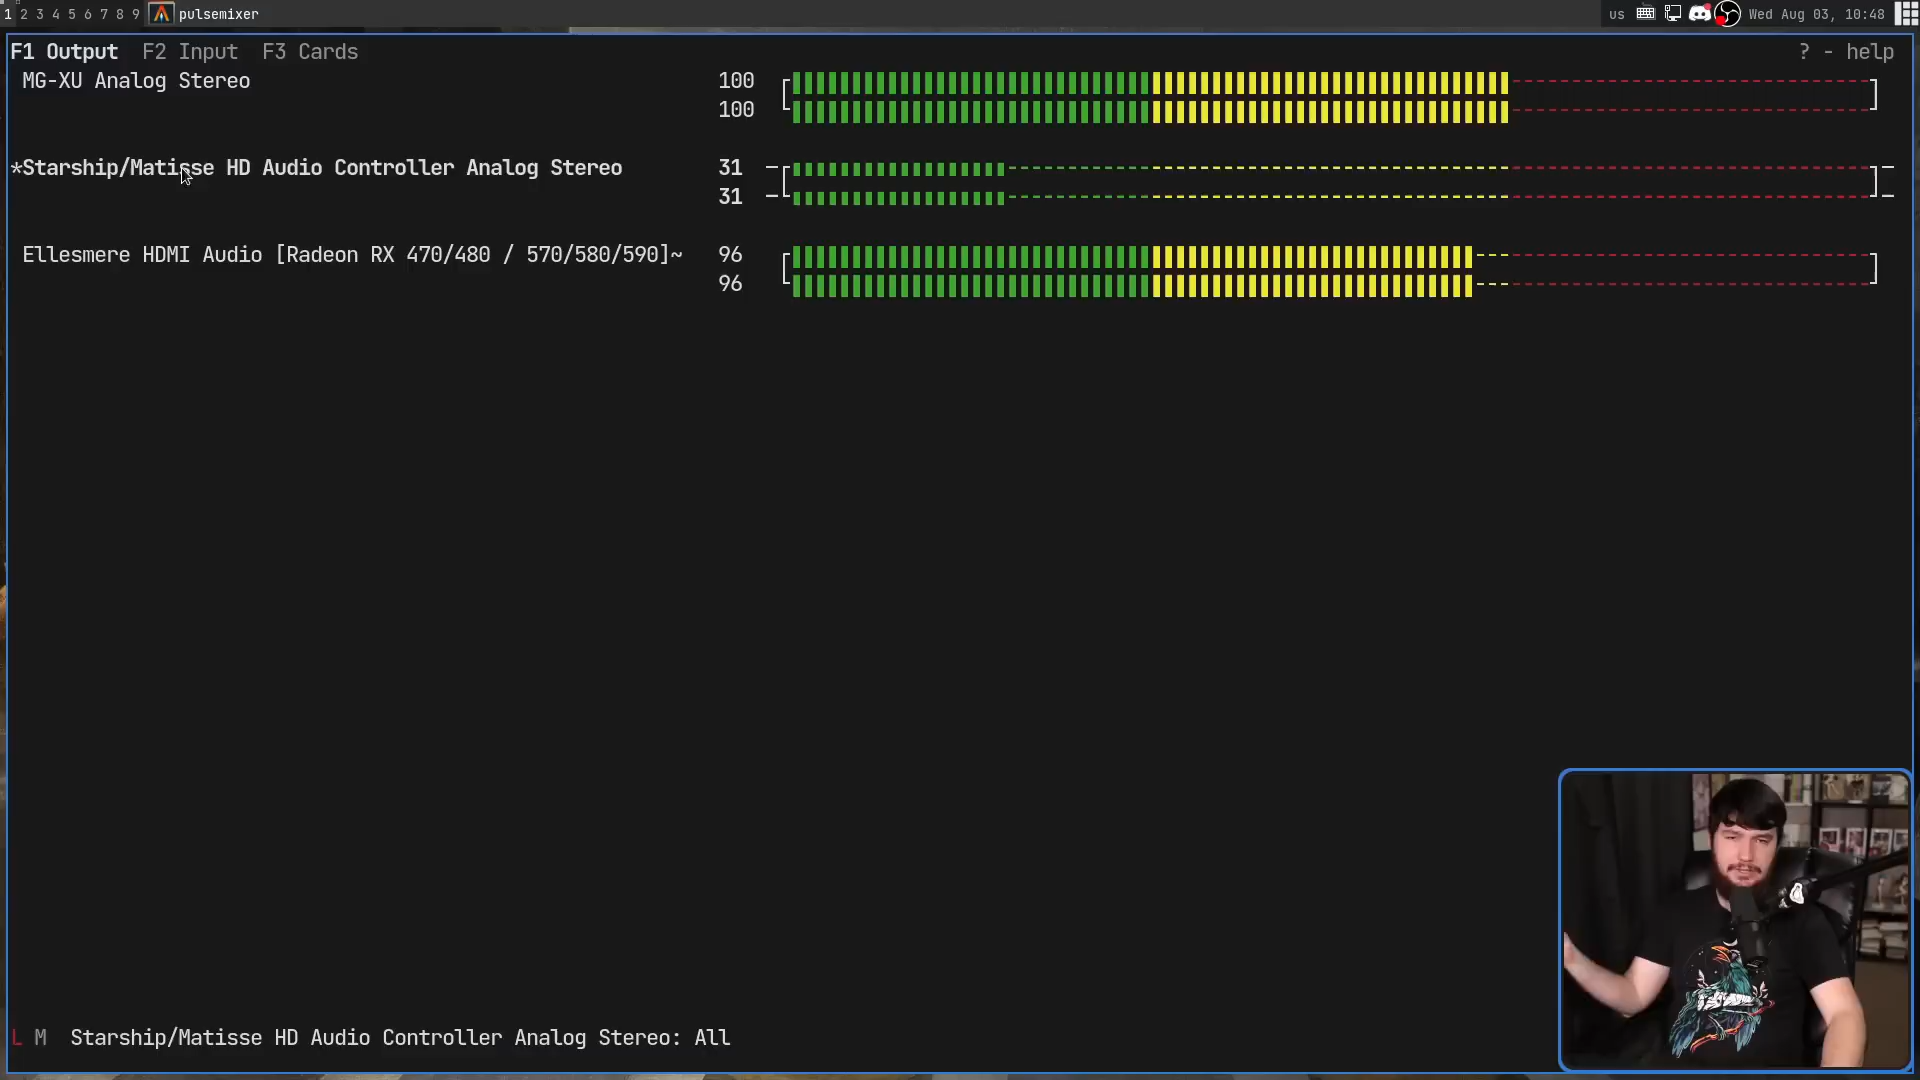 1 2 3 4 5 6 7 8 9 pulsemixer us Wed Aug 03, 10:48
F1 Output F2 Input F3 Cards ? - help
MG-XU Analog Stereo 100
100
*Starship/Matisse HD Audio Controller Analog Stereo 31
31
Ellesmere HDMI Audio [Radeon RX 470/480 / 570/580/590]~ 96
96
L M Starship/Matisse HD Audio Controller Analog Stereo: All